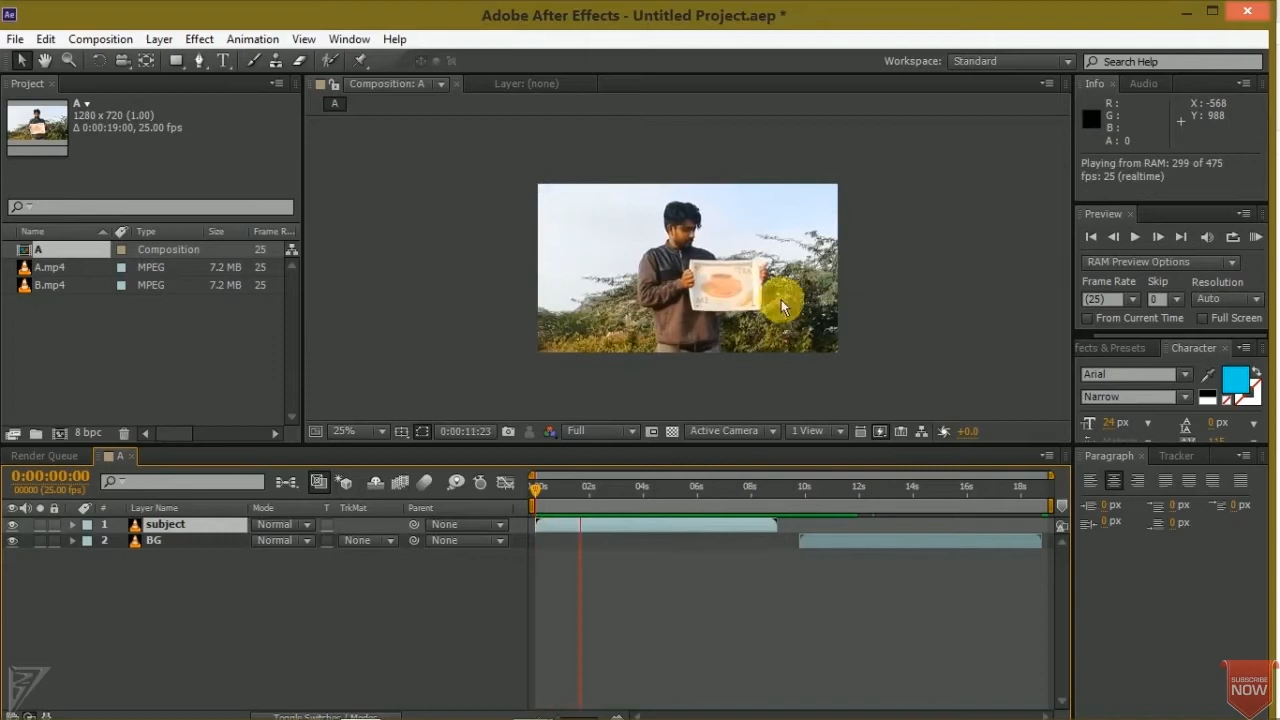 Adobe After Effects - Untitled Project.aep *
File Edit Composition Layer Effect Animation View Window Help
Workspace: Standard Search Help
Project
A
1280 x 720 (1.00)
Δ 0:00:19:00, 25.00 fps
Name Type Size Frame R...
A Composition 25
A.mp4 MPEG 7.2 MB 25
B.mp4 MPEG 7.2 MB 25
8 bpc
Composition: A Layer: (none)
A
25% 0:00:11:23 Full Active Camera 1 View +0.0
Info Audio
R : X: -568
G : Y: 988
B :
A : 0
Playing from RAM: 299 of 475
fps: 25 (realtime)
Preview
RAM Preview Options
Frame Rate Skip Resolution
(25) 0 Auto
From Current Time Full Screen
fects & Presets Character
Arial
Narrow
24 px 0 px
Paragraph Tracker
0 px 0 px 0 px
0 px 0 px
Render Queue A
0:00:00:00
00000 (25.00 fps)
# Layer Name Mode T TrkMat Parent
1 subject Normal None
2 BG Normal None None
02s 04s 06s 08s 10s 12s 14s 16s 18s
Toggle Switches / Modes
SUBSCRIBE
NOW